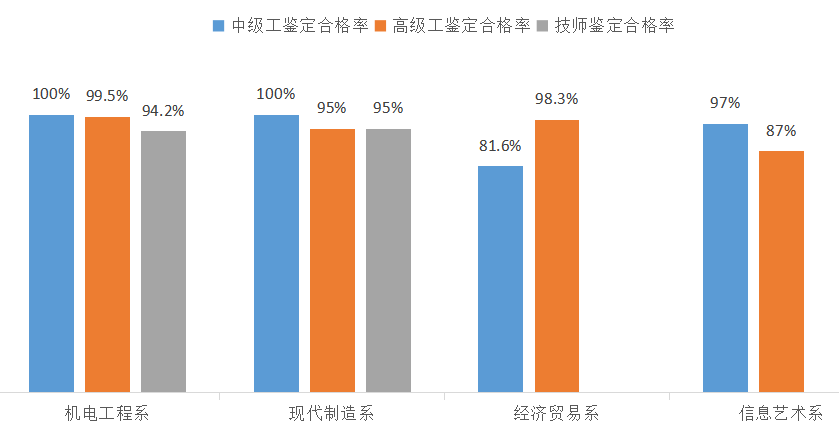 中级工鉴定合格率 高级工鉴定合格率 技师鉴定合格率
100% 99.5% 94.2% 100% 95% 95% 81.6% 98.3% 97% 87%
机电工程系 现代制造系 经济贸易系 信息艺术系